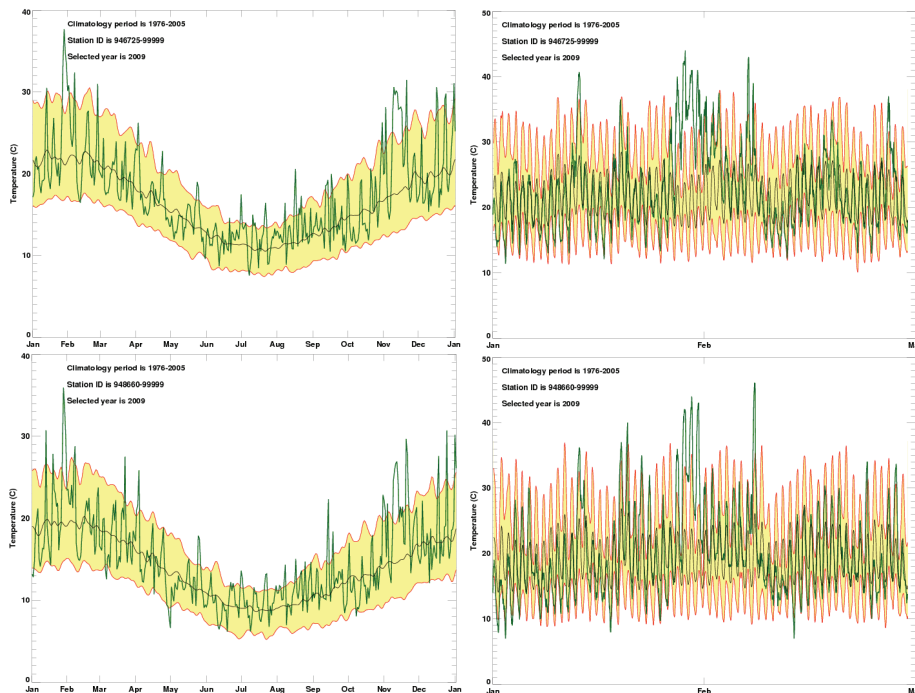 Climatology period is 1976-2005
Station ID is 946725-99999
Selected year is 2009
Temperature (C)
40
30
20
10
0
Jan Feb Mar Apr May Jun Jul Aug Sep Oct Nov Dec Jan
Climatology period is 1976-2005
Station ID is 946725-99999
Selected year is 2009
Temperature (C)
50
40
30
20
10
0
Jan Feb M
Climatology period is 1976-2005
Station ID is 948660-99999
Selected year is 2009
Temperature (C)
40
30
20
10
0
Jan Feb Mar Apr May Jun Jul Aug Sep Oct Nov Dec Jan
Climatology period is 1976-2005
Station ID is 948660-99999
Selected year is 2009
Temperature (C)
50
40
30
20
10
0
Jan Feb M